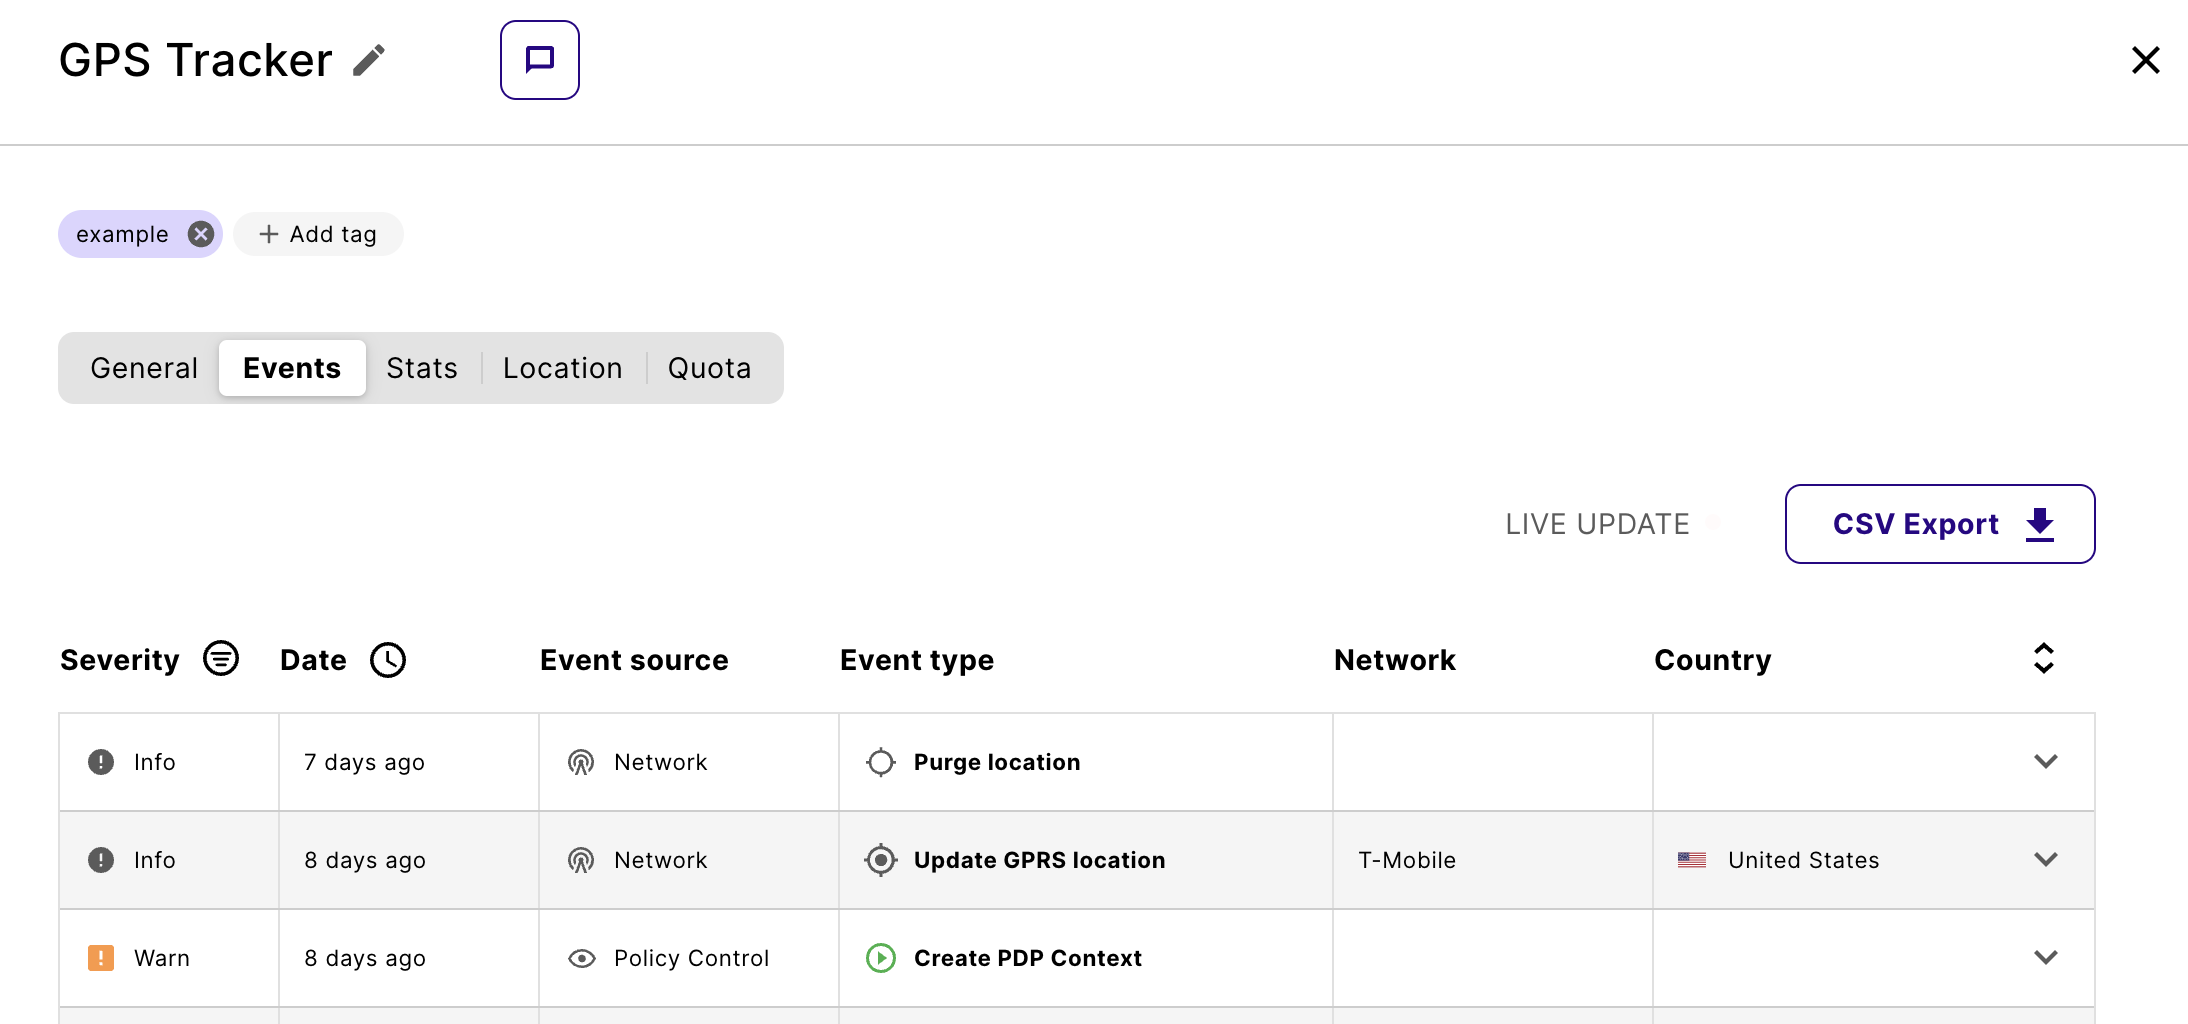 GPS Tracker
example
Add tag
General Events Stats Location Quota
LIVE UPDATE CSV Export
Severity Date Event source Event type Network Country
Info 7 days ago Network Purge location
Info 8 days ago Network Update GPRS location T-Mobile United States
Warn 8 days ago Policy Control Create PDP Context